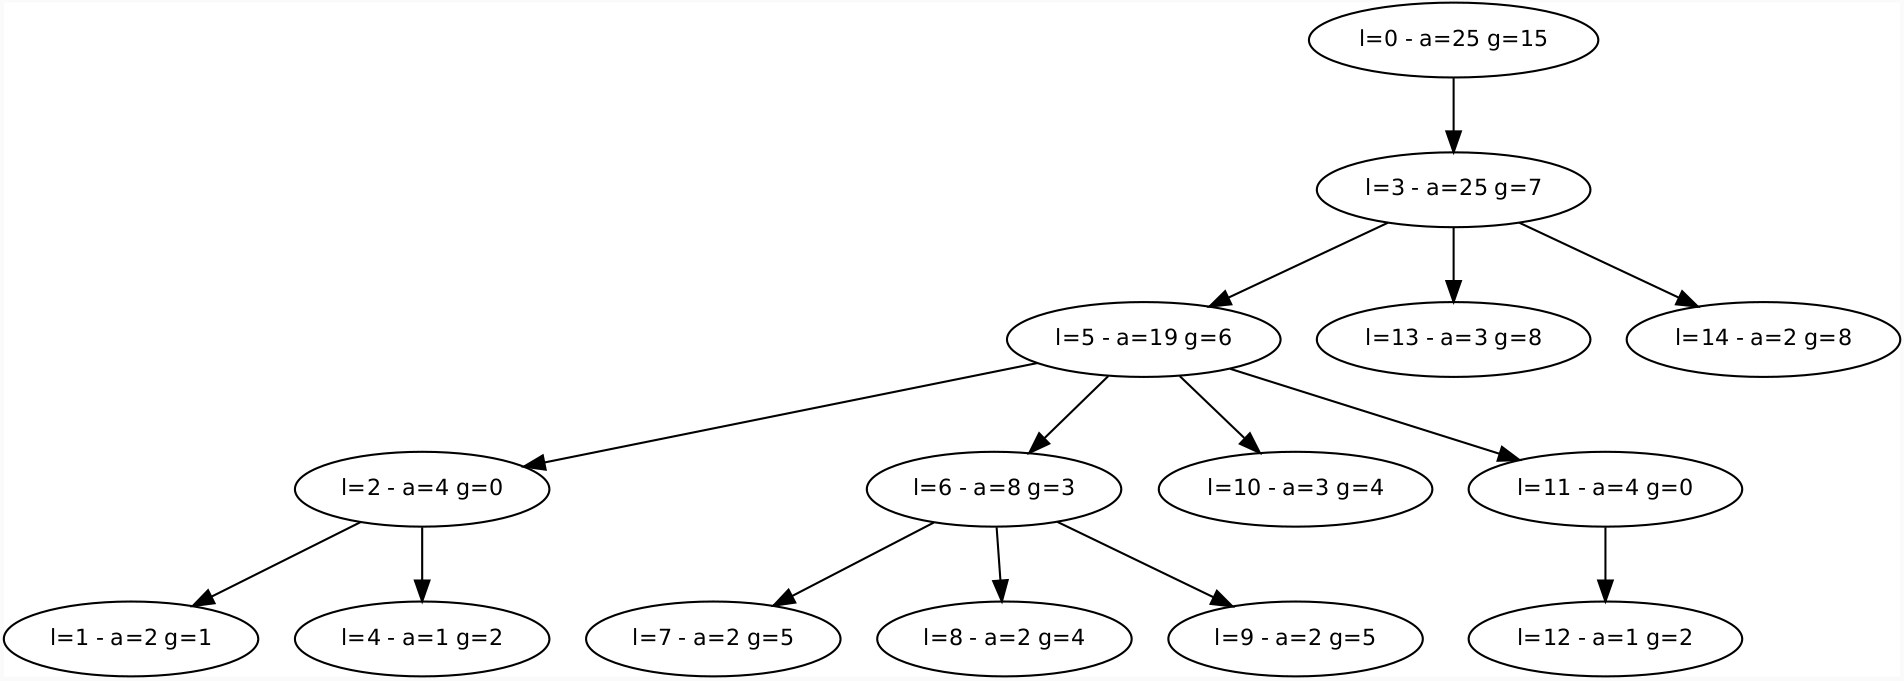 l=0 - a=25 g=15
l=3 - a=25 g=7
l=5 - a=19 g=6
l=13 - a=3 g=8
l=14 - a=2 g=8
l=2 - a=4 g=0
l=6 - a=8 g=3
l=10 - a=3 g=4
l=11 - a=4 g=0
l=1 - a=2 g=1
l=4 - a=1 g=2
l=7 - a=2 g=5
l=8 - a=2 g=4
l=9 - a=2 g=5
l=12 - a=1 g=2